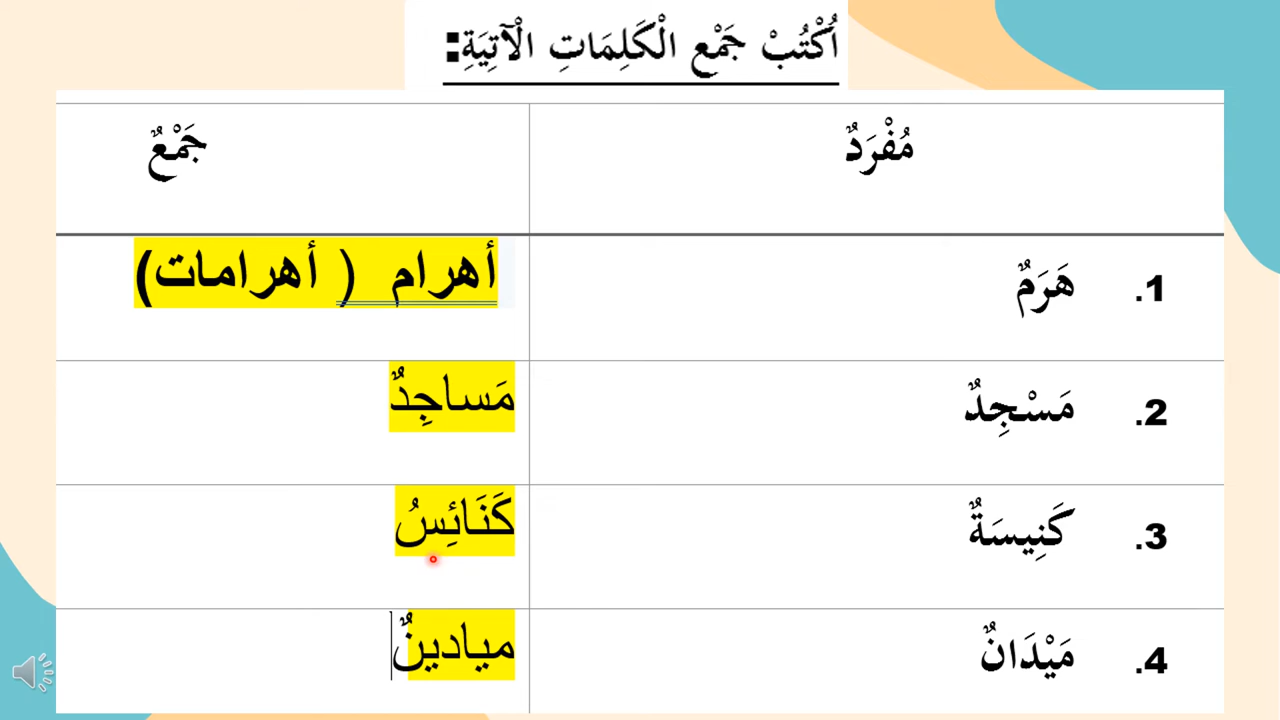 اُكْتُبْ جَمْع الْكَلِمَاتِ الْآتِيَةِ:
مُفْرَدٌ جَمْعٌ
1. هَرَمٌ أهرام ( أهرامات)
2. مَسْجِدٌ مَساجِدٌ
3. كَنِيسَةٌ كَنَائِسُ
4. مَيْدَانٌ ميادينٌ